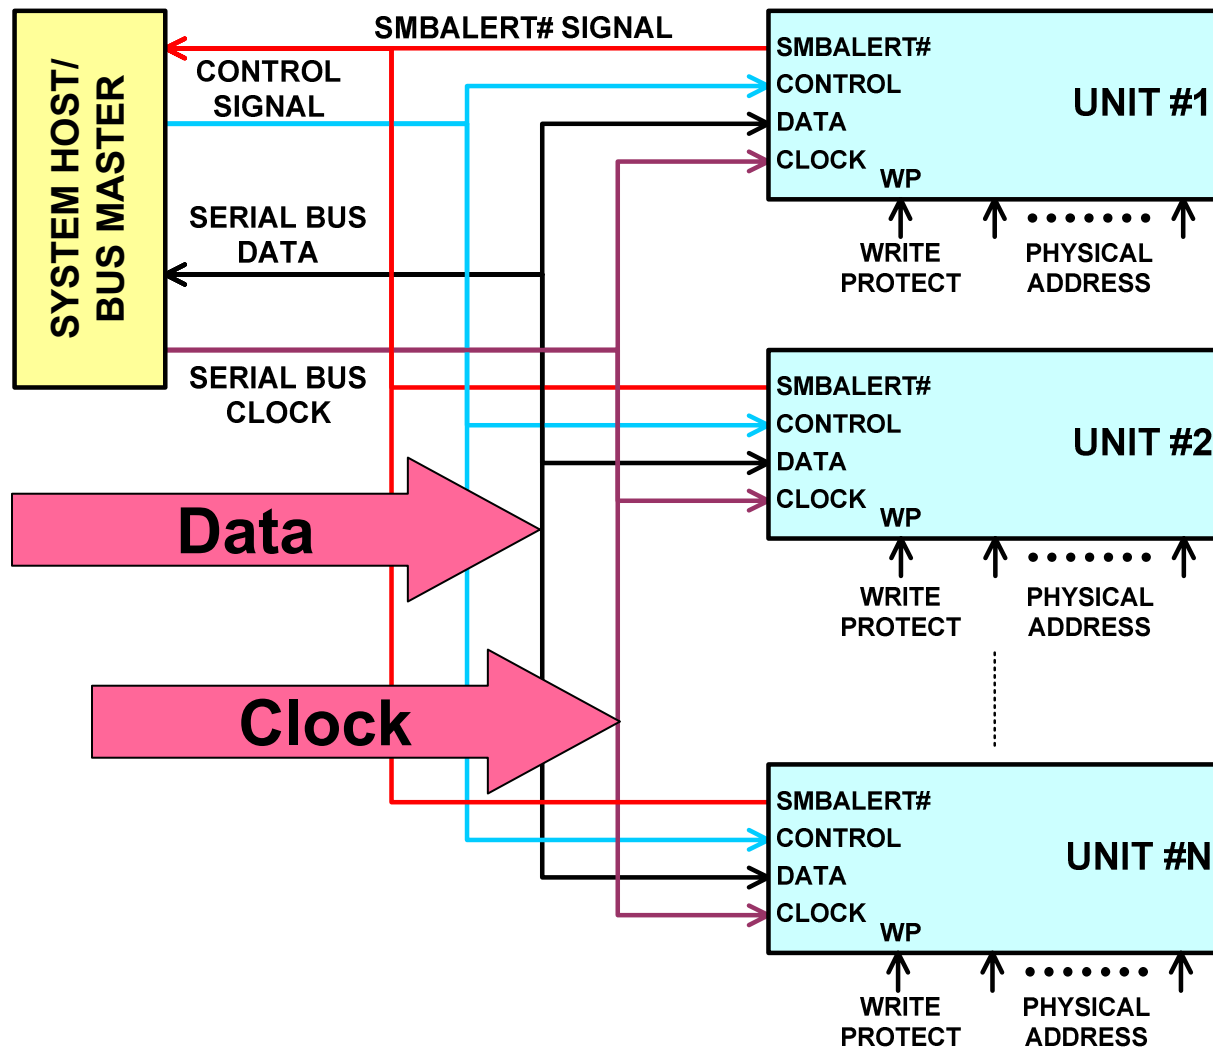 SYSTEM HOST/
BUS MASTER
SMBALERT# SIGNAL
CONTROL
SIGNAL
SERIAL BUS
DATA
SERIAL BUS
CLOCK
SMBALERT#
CONTROL
DATA
CLOCK
WP
UNIT #1
WRITE
PROTECT
PHYSICAL
ADDRESS
SMBALERT#
CONTROL
DATA
CLOCK
WP
UNIT #2
WRITE
PROTECT
PHYSICAL
ADDRESS
Data
Clock
SMBALERT#
CONTROL
DATA
CLOCK
WP
UNIT #N
WRITE
PROTECT
PHYSICAL
ADDRESS